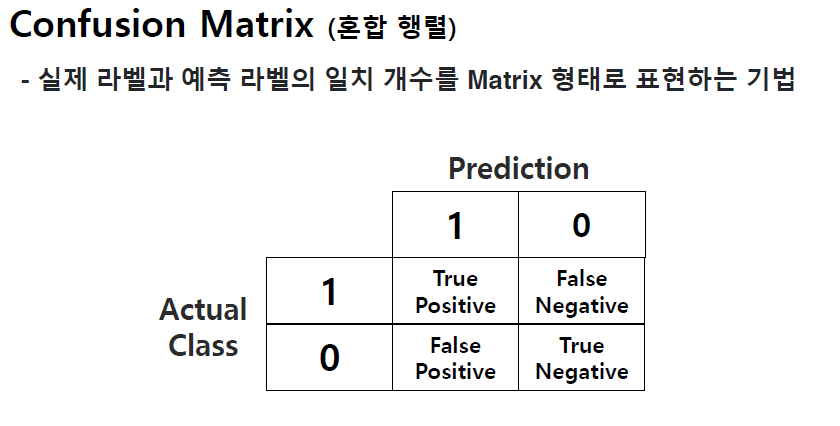 Confusion Matrix (혼합 행렬)
- 실제 라벨과 예측 라벨의 일치 개수를 Matrix 형태로 표현하는 기법
Prediction
1 0
Actual
Class
1
True
Positive
False
Negative
0
False
Positive
True
Negative